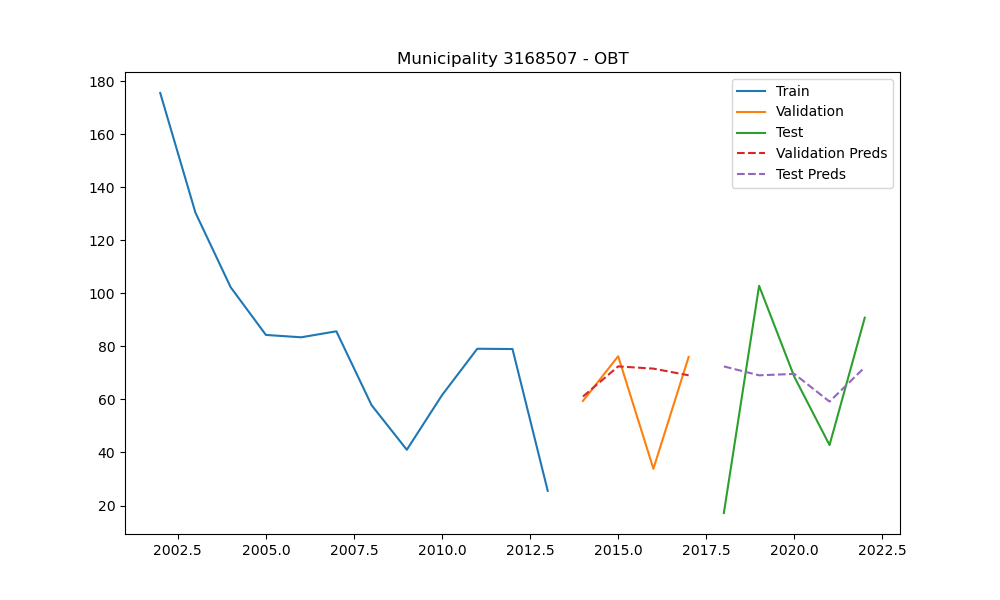 Municipality 3168507 - OBT
Train
Validation
Test
Validation Preds
Test Preds
180
160
140
120
100
80
60
40
20
2002.5 2005.0 2007.5 2010.0 2012.5 2015.0 2017.5 2020.0 2022.5